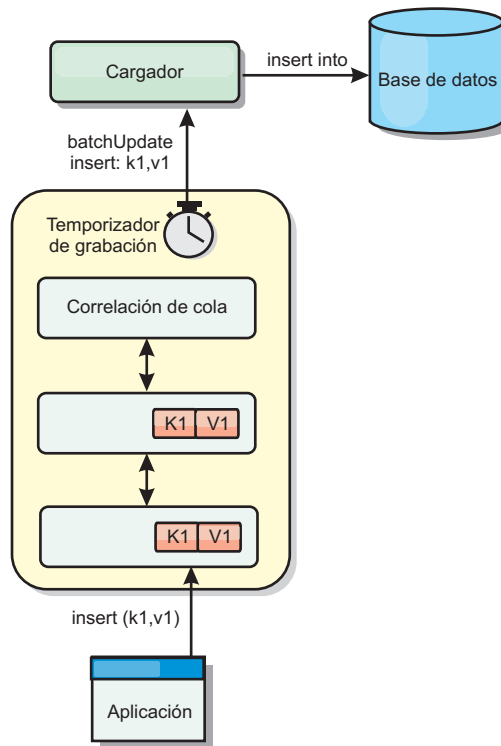 Cargador
insert into
Base de datos
batchUpdate
insert: k1,v1
Temporizador
de grabación
Correlación de cola
K1 V1
K1 V1
insert (k1,v1)
Aplicación